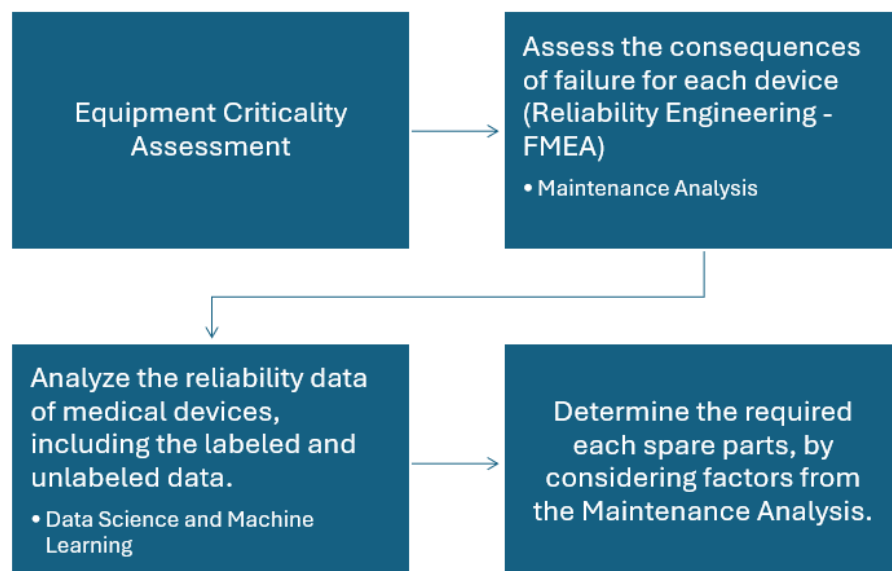 Equipment Criticality
Assessment
Assess the consequences
of failure for each device
(Reliability Engineering -
FMEA)
• Maintenance Analysis
Analyze the reliability data
of medical devices,
including the labeled and
unlabeled data.
• Data Science and Machine
Learning
Determine the required
each spare parts, by
considering factors from
the Maintenance Analysis.